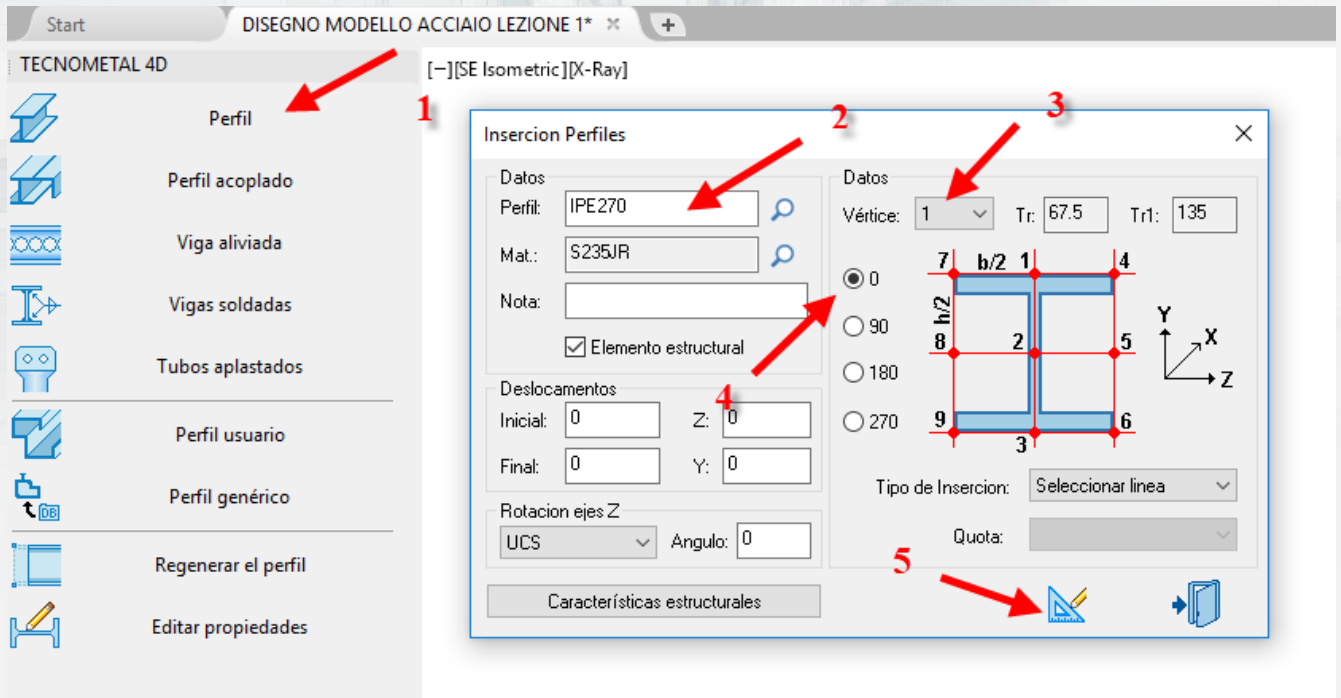 Start
DISEGNO MODELLO ACCIAIO LEZIONE 1*
TECNOMETAL 4D
[−][SE Isometric][X-Ray]
1
Perfil
Perfil acoplado
Viga aliviada
Vigas soldadas
Tubos aplastados
Perfil usuario
Perfil genérico
DB
Regenerar el perfil
Editar propiedades
Insercion Perfiles
2
3
Datos
Perfil: IPE270
Mat.: S235JR
Nota:
Elemento estructural
4
Deslocamentos
Inicial: 0 Z: 0
Final: 0 Y: 0
Rotacion ejes Z
UCS Angulo: 0
Características estructurales
Datos
Vértice: 1 Tr: 67.5 Tr1: 135
0
90
180
270
7 b/2 1 4
h/2
8 2 5
9 3 6
Y X
Z
Tipo de Insercion: Seleccionar linea
Quota:
5